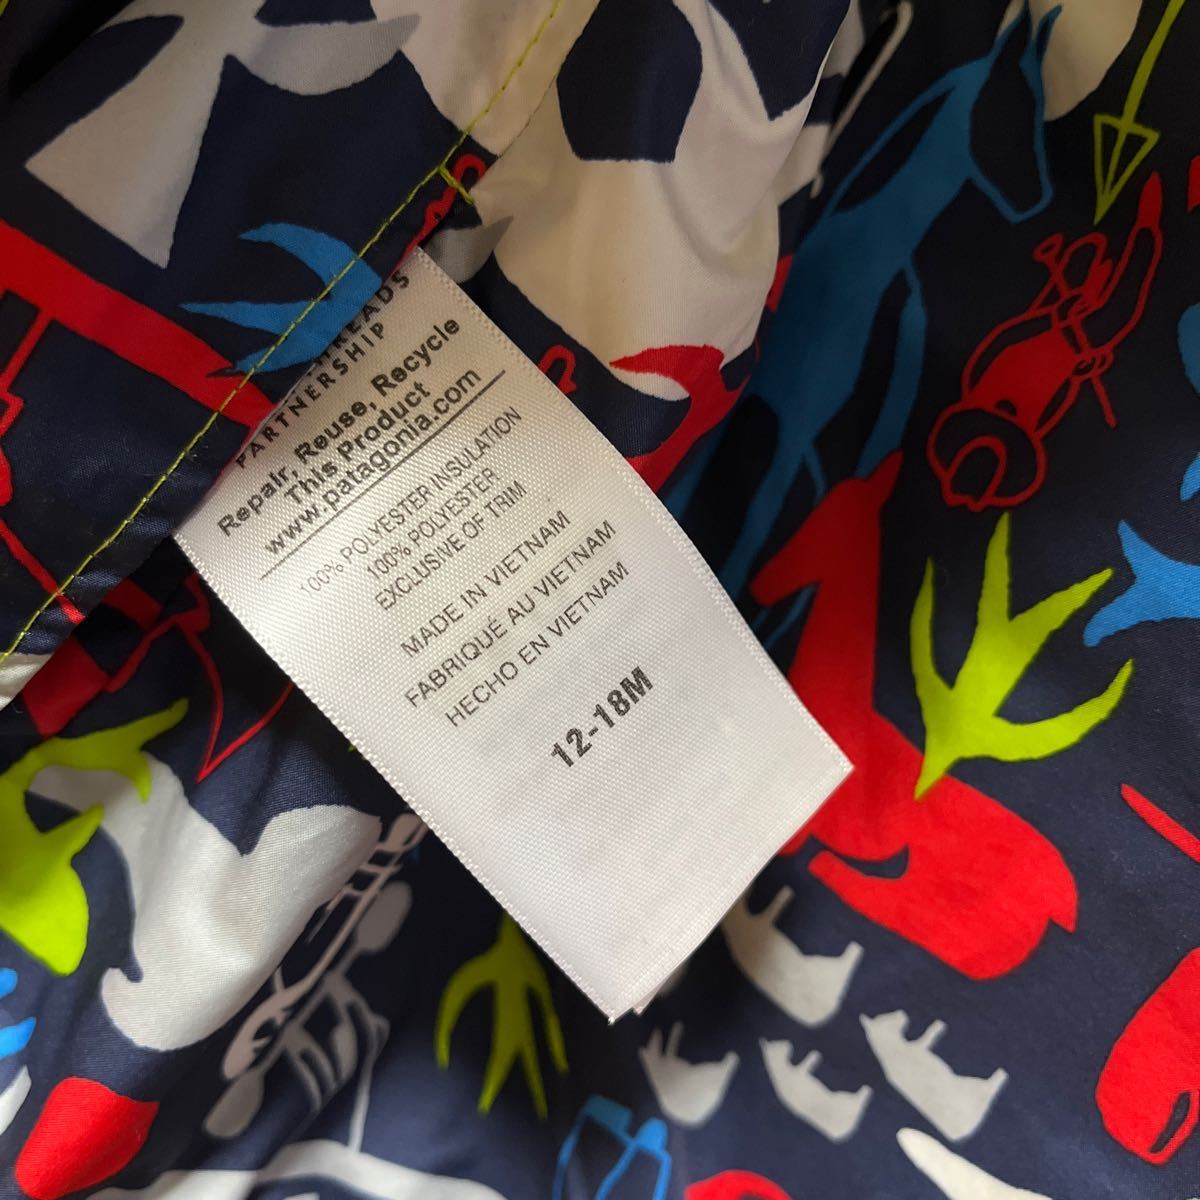 PARTNERSHIP
Repair, Reuse, Recycle
This Product
www.patagonia.com
100% POLYESTER INSULATION
100% POLYESTER
EXCLUSIVE OF TRIM
MADE IN VIETNAM
FABRIQUÉ AU VIETNAM
HECHO EN VIETNAM
12-18M